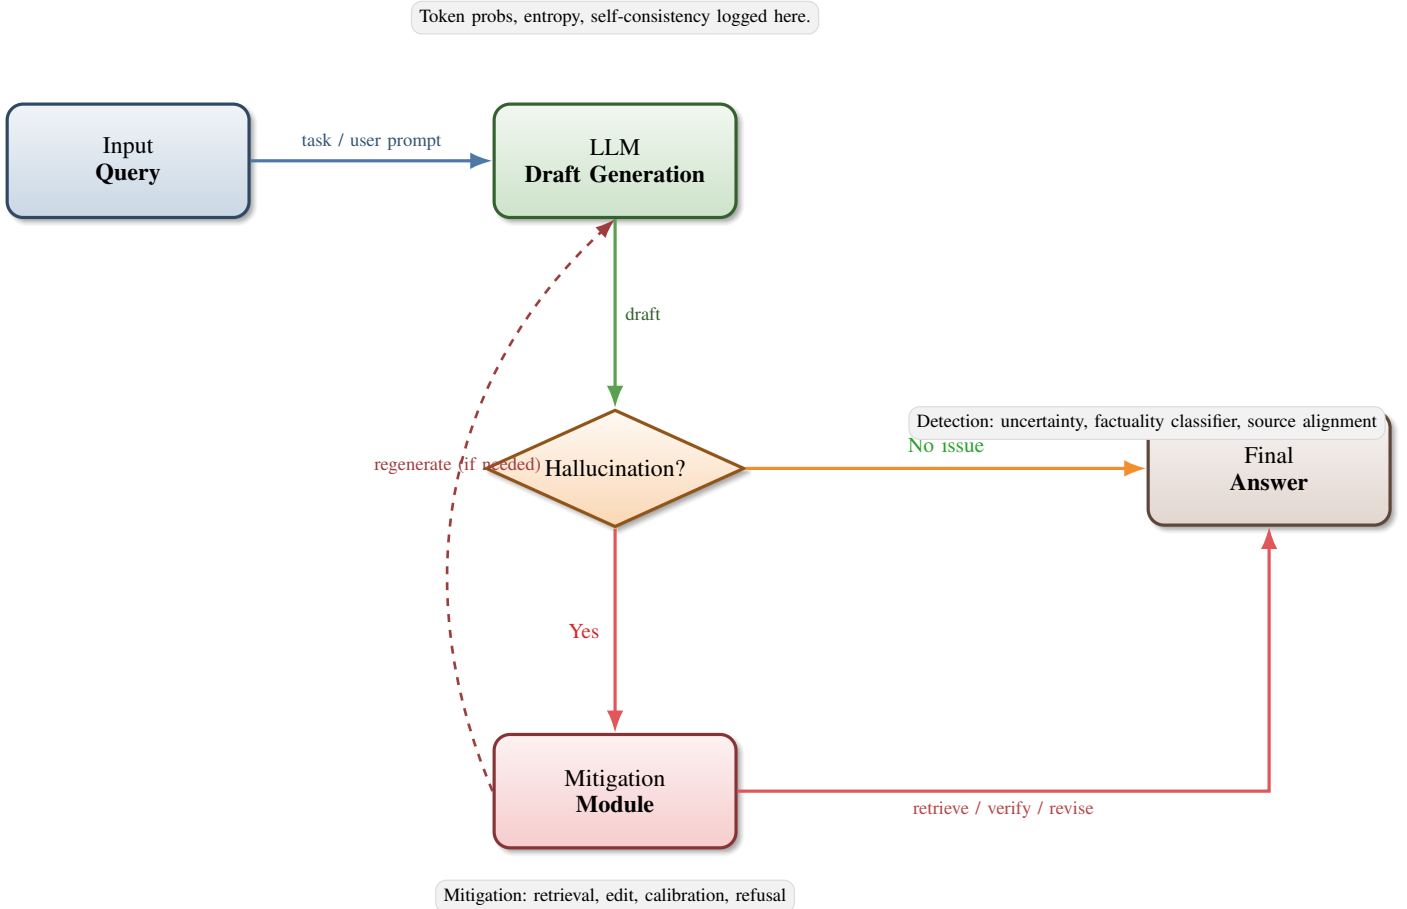 Token probs, entropy, self-consistency logged here.
Input
Query
task / user prompt
LLM
Draft Generation
draft
Detection: uncertainty, factuality classifier, source alignment
No issue
regenerate (if needed)
Hallucination?
Final
Answer
Yes
Mitigation
Module
retrieve / verify / revise
Mitigation: retrieval, edit, calibration, refusal